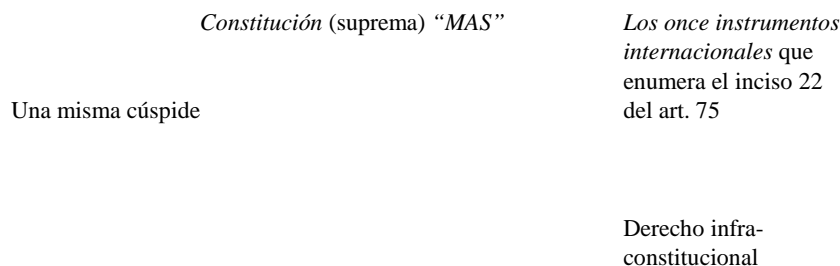 Constitución (suprema) “MAS”
Los once instrumentos
internacionales que
enumera el inciso 22
del art. 75
Una misma cúspide
Derecho infra-
constitucional